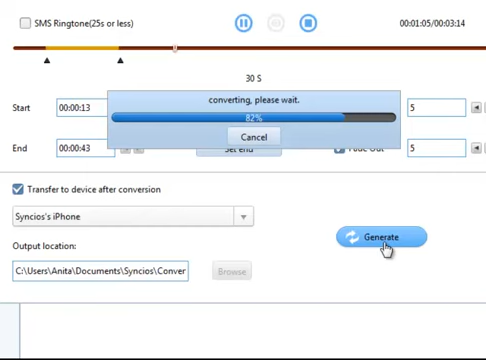 SMS Ringtone(25s or less)
00:01:05/00:03:14
30 S
converting, please wait.
82%
Cancel
Start
00:00:13
5
End
00:00:43
Set end
Fade Out
5
Transfer to device after conversion
Syncios's iPhone
Generate
Output location:
C:\Users\Anita\Documents\Syncios\Conver
Browse